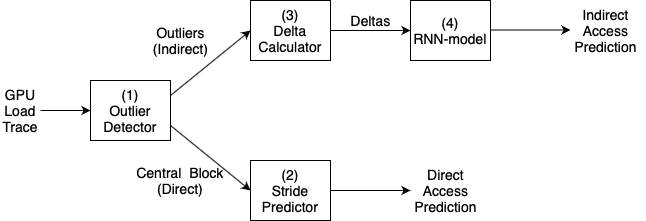 GPU
Load
Trace
(1)
Outlier
Detector
Outliers
(Indirect)
(3)
Delta
Calculator
Deltas
(4)
RNN-model
Indirect
Access
Prediction
Central Block
(Direct)
(2)
Stride
Predictor
Direct
Access
Prediction